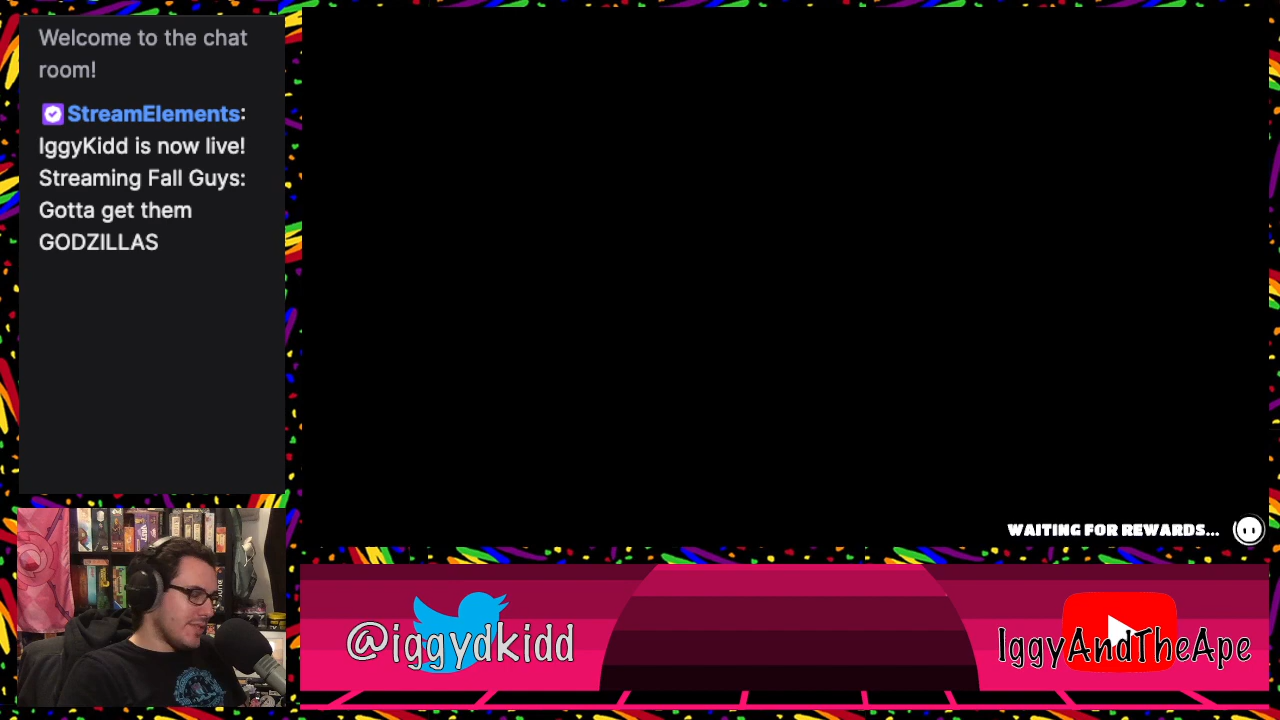 Welcome to the chat
room!
StreamElements:
IggyKidd is now live!
Streaming Fall Guys:
Gotta get them
GODZILLAS
WAITING FOR REWARDS...
@iggydkidd
IggyAndTheApe